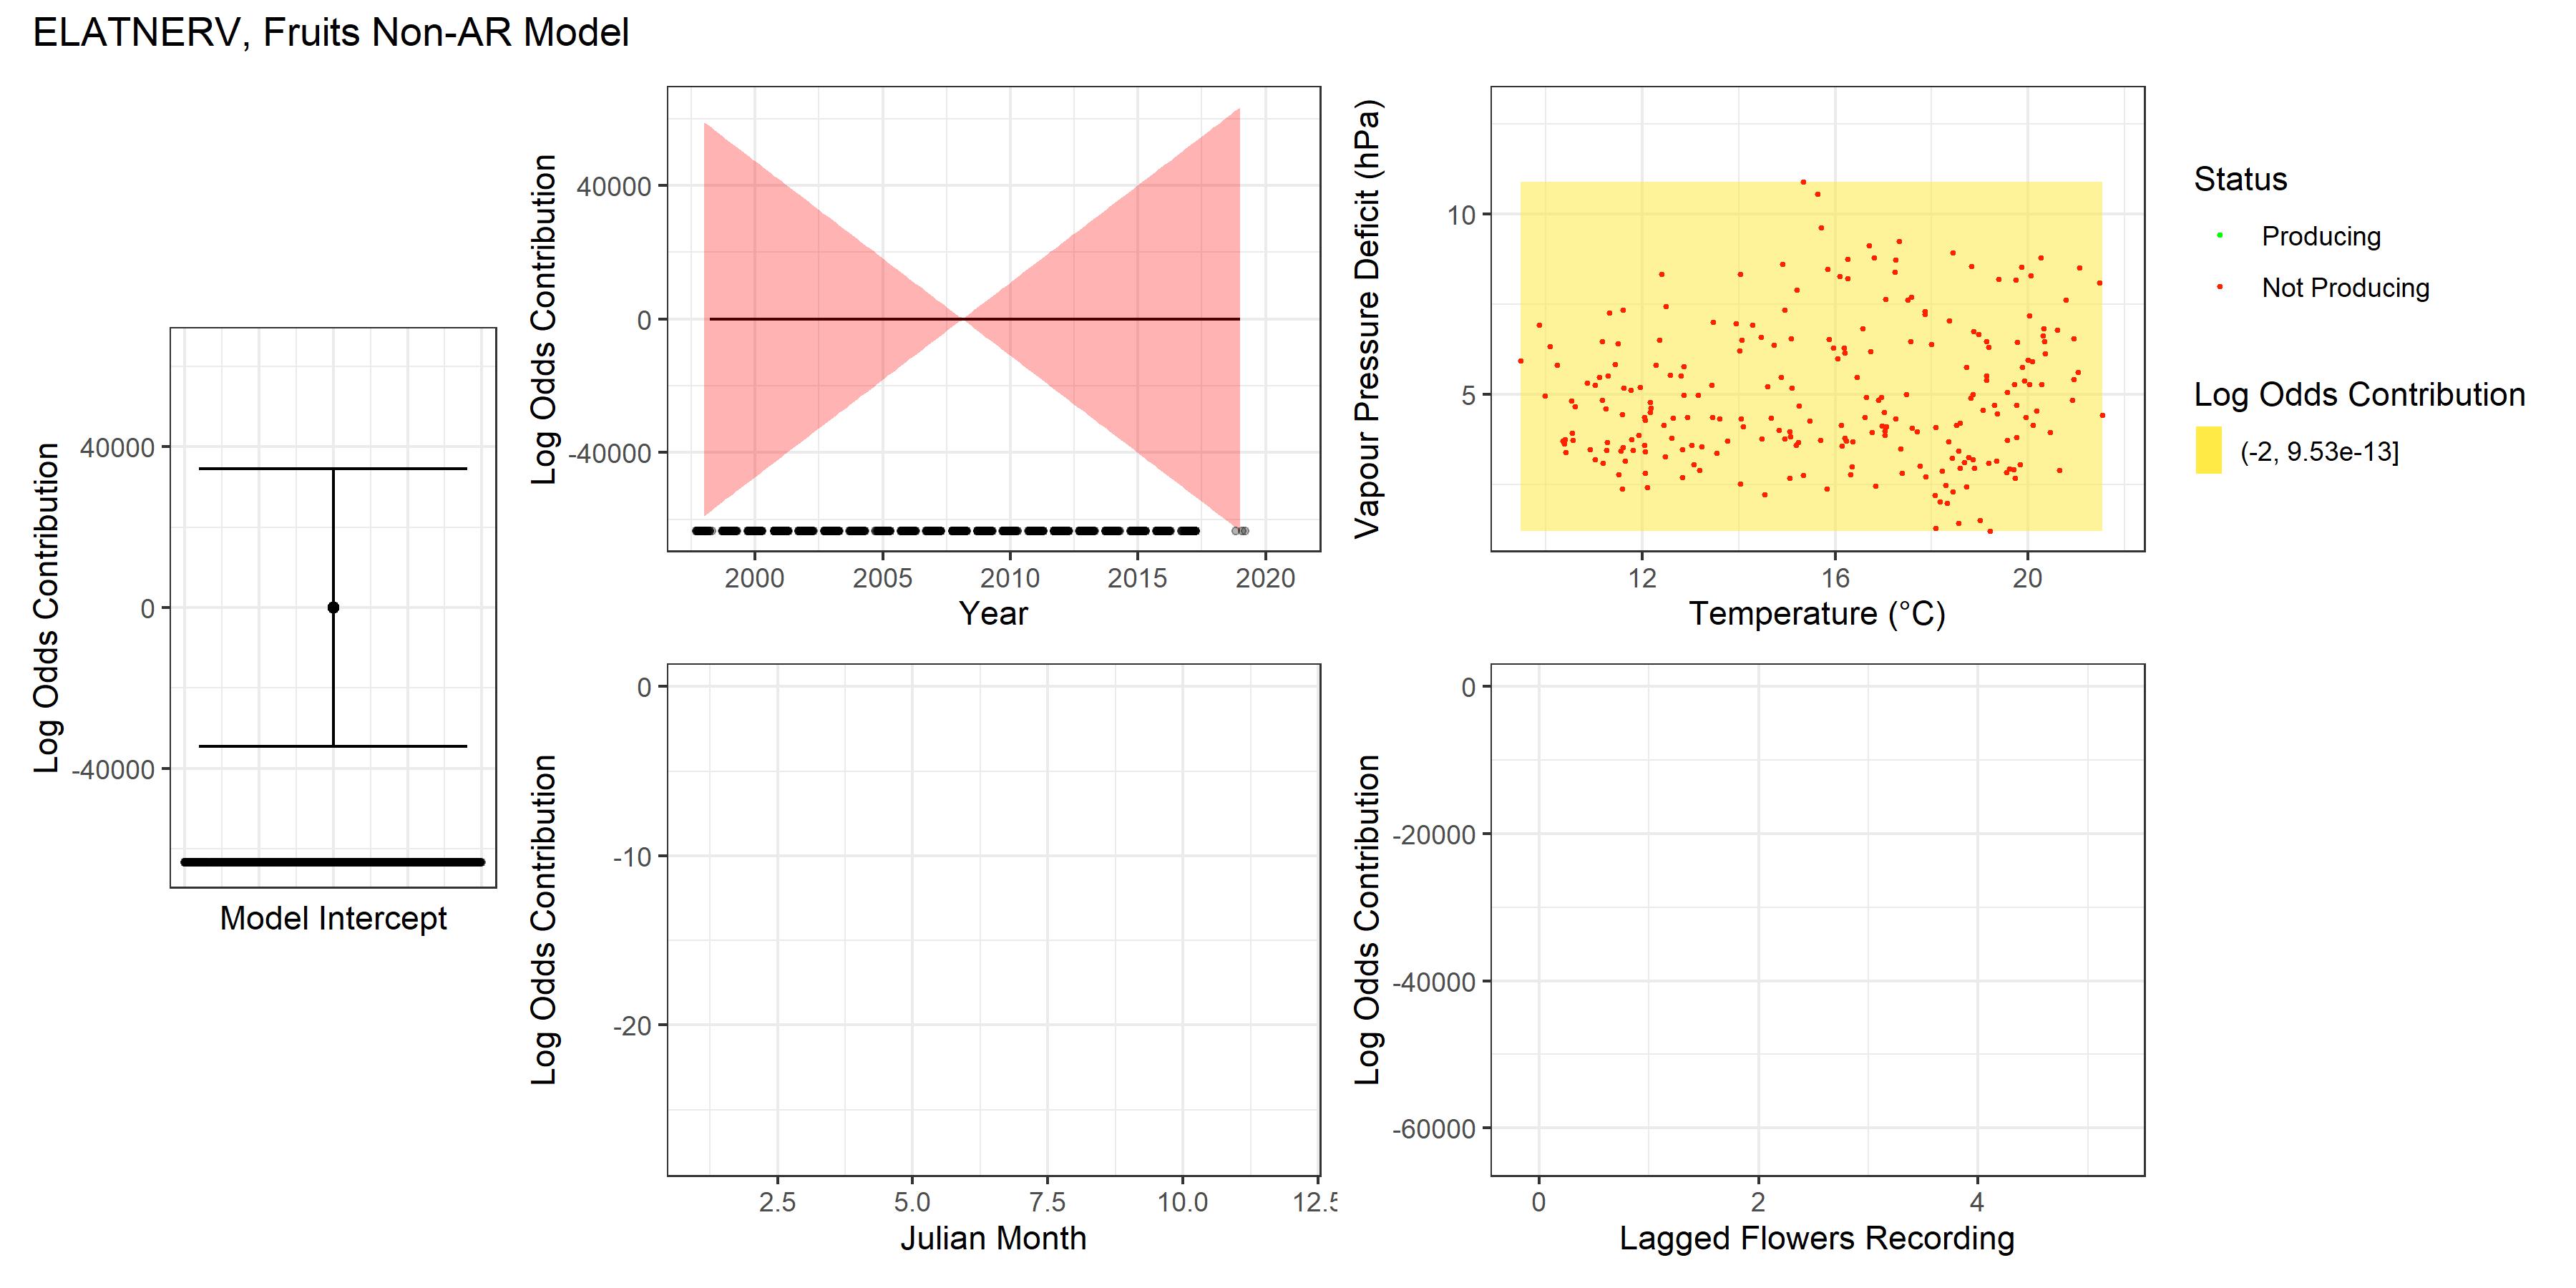 ELATNERV, Fruits Non-AR Model
Log Odds Contribution
40000
0
-40000
Model Intercept
Log Odds Contribution
40000
0
-40000
2000 2005 2010 2015 2020
Year
Vapour Pressure Deficit (hPa)
10
5
12 16 20
Temperature (°C)
Status
Producing
Not Producing
Log Odds Contribution
(-2, 9.53e-13]
Log Odds Contribution
0
-10
-20
2.5 5.0 7.5 10.0 12.5
Julian Month
Log Odds Contribution
0
-20000
-40000
-60000
0 2 4
Lagged Flowers Recording